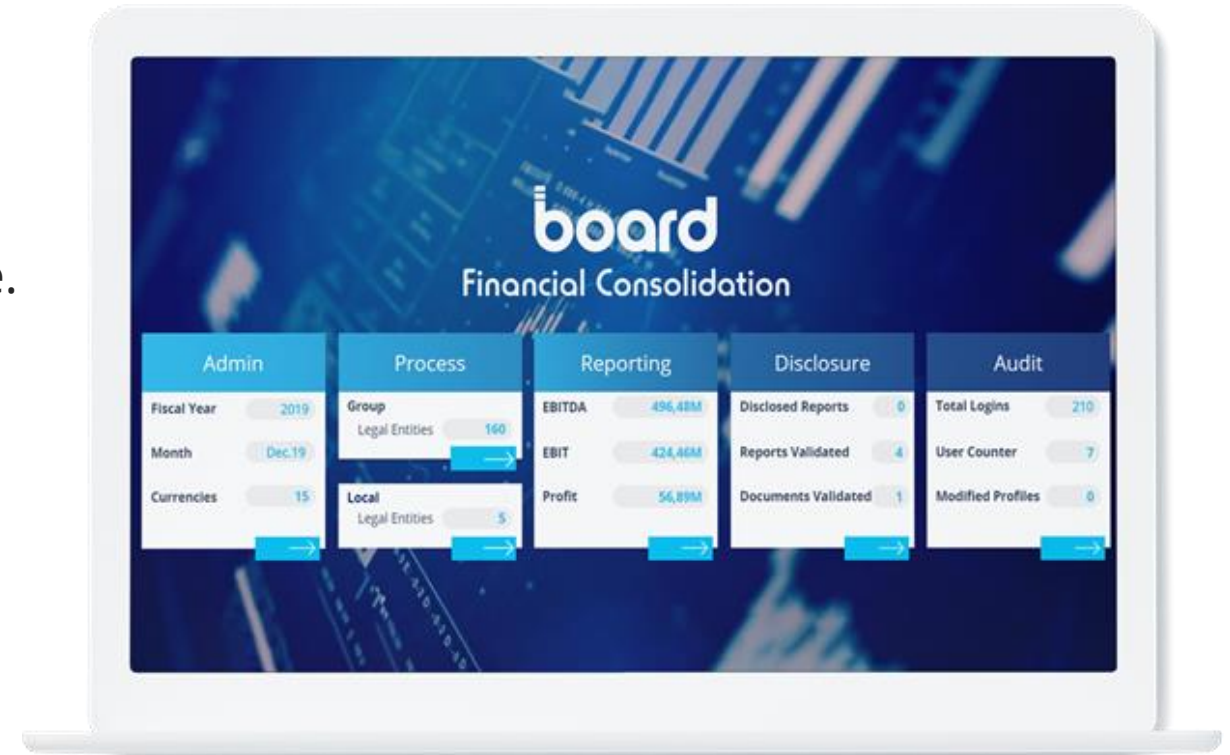 e.
board
Financial Consolidation
Admin
Fiscal Year 2019
Month Dec.19
Currencies 15
Process
Group
Legal Entities 160
Local
Legal Entities 5
Reporting
EBITDA 496,48M
EBIT 424,46M
Profit 56,89M
Disclosure
Disclosed Reports 0
Reports Validated 4
Documents Validated 1
Audit
Total Logins 210
User Counter 7
Modified Profiles 0